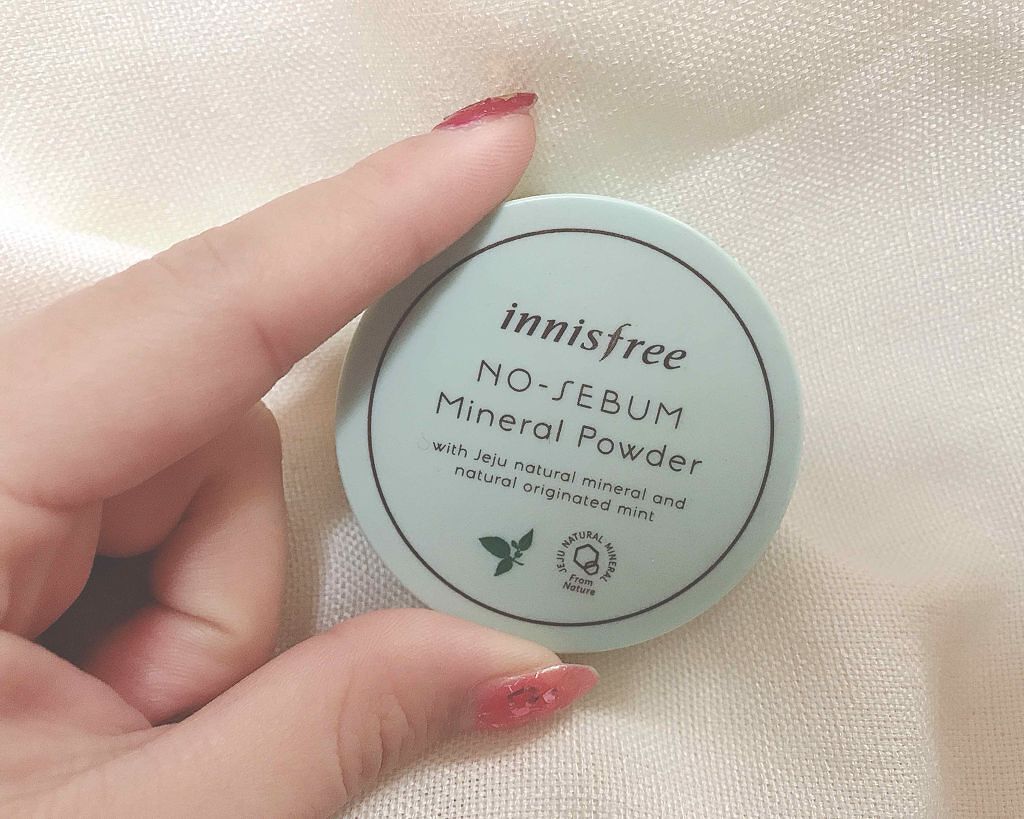 innisfree
NO-SEBUM
Mineral Powder
with Jeju natural mineral and
natural originated mint
JEJU NATURAL MINERAL
From
Nature